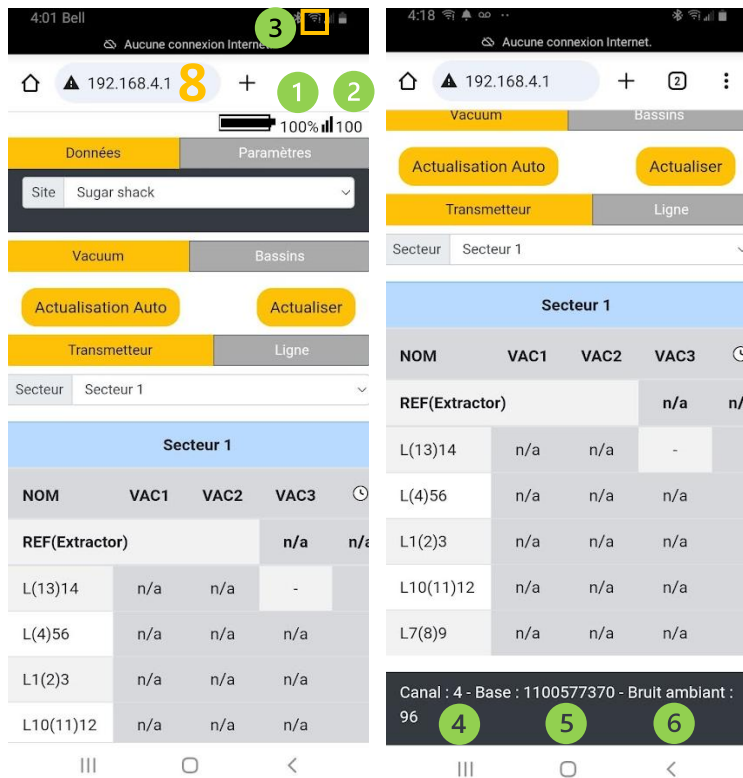 4:01 Bell
3
Aucune connexion Interne
192.168.4.1
8
1
2
100% 100
Données
Paramètres
Site
Sugar shack
Vacuum
Bassins
Actualisation Auto
Actualiser
Transmetteur
Ligne
Secteur
Secteur 1
Secteur 1
NOM VAC1 VAC2 VAC3
REF(Extractor) n/a n/a
L(13)14 n/a n/a -
L(4)56 n/a n/a n/a
L1(2)3 n/a n/a n/a
L10(11)12 n/a n/a n/a
4:18
Aucune connexion Internet.
192.168.4.1
2
Vacuum
Bassins
Actualisation Auto
Actualiser
Transmetteur
Ligne
Secteur
Secteur 1
Secteur 1
NOM VAC1 VAC2 VAC3
REF(Extractor) n/a n/
L(13)14 n/a n/a -
L(4)56 n/a n/a n/a
L1(2)3 n/a n/a n/a
L10(11)12 n/a n/a n/a
L7(8)9 n/a n/a n/a
Canal : 4 - Base : 1100577370 - Bruit ambiant :
96
4
5
6